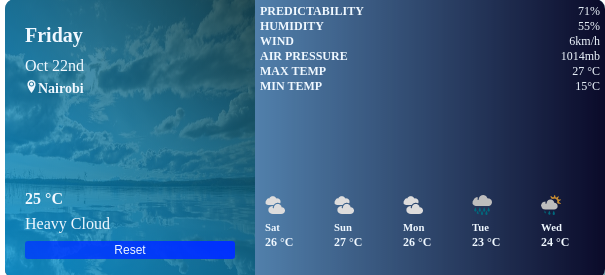 Friday
Oct 22nd
Nairobi
25 °C
Heavy Cloud
Reset
PREDICTABILITY 71%
HUMIDITY 55%
WIND 6km/h
AIR PRESSURE 1014mb
MAX TEMP 27 °C
MIN TEMP 15°C
Sat Sun Mon Tue Wed
26 °C 27 °C 26 °C 23 °C 24 °C